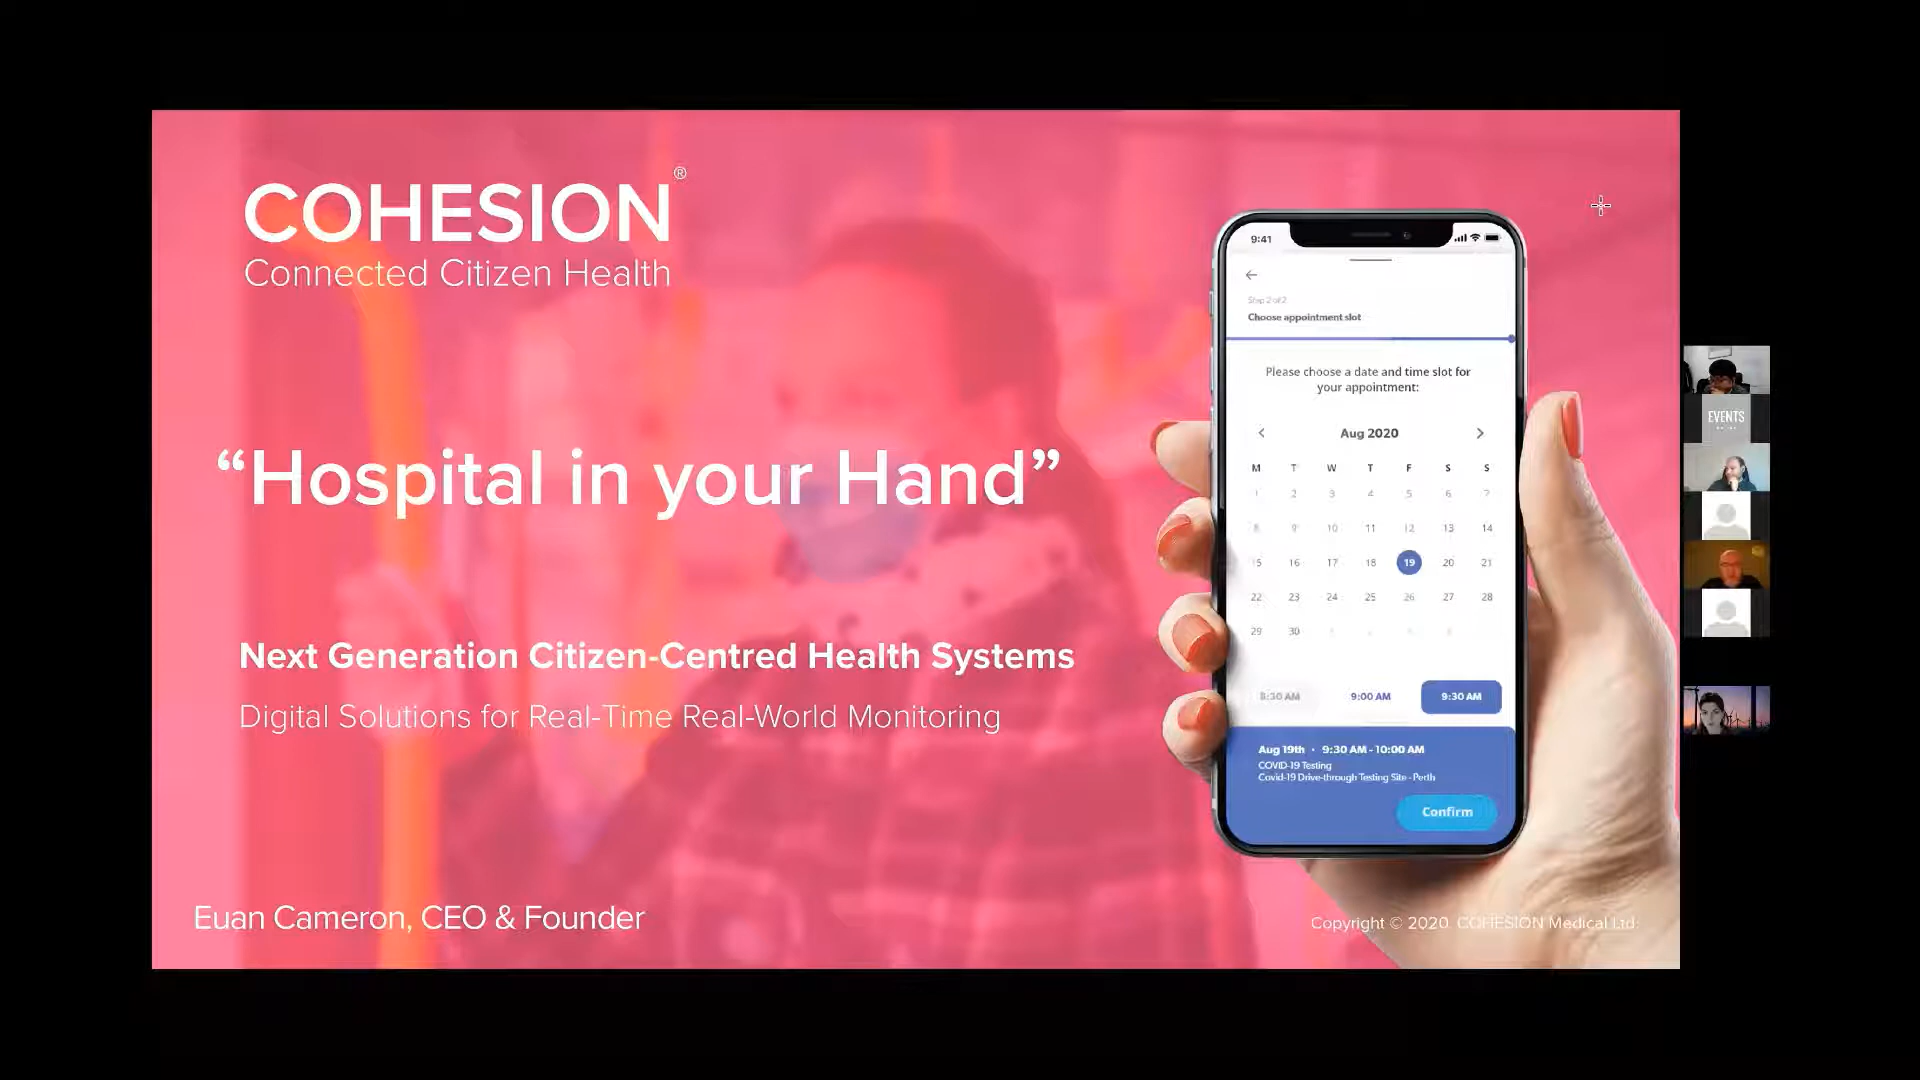 COHESION®
Connected Citizen Health
“Hospital in your Hand”
Next Generation Citizen-Centred Health Systems
Digital Solutions for Real-Time Real-World Monitoring
Euan Cameron, CEO & Founder
9:41
Step 2 of 2
Choose appointment slot
Please choose a date and time slot for
your appointment:
Aug 2020
M T W T F S S
1 2 3 4 5 6 7
8 9 10 11 12 13 14
15 16 17 18 19 20 21
22 23 24 25 26 27 28
29 30
8:30 AM 9:00 AM 9:30 AM
Aug 19th · 9:30 AM - 10:00 AM
COVID-19 Testing
Covid-19 Drive-through Testing Site - Perth
Confirm
Copyright © 2020. COHESION Medical Ltd.
EVENTS